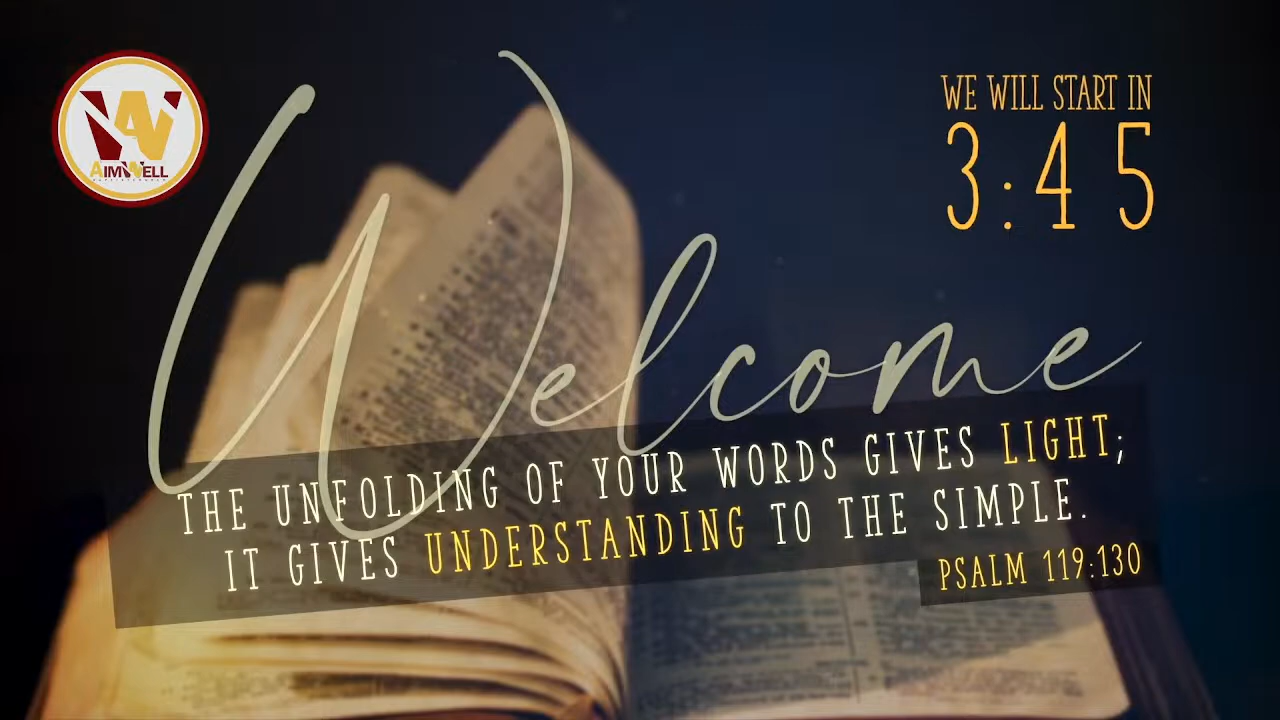 AIMWELL
WE WILL START IN
3:45
Welcome
THE UNFOLDING OF YOUR WORDS GIVES LIGHT;
IT GIVES UNDERSTANDING TO THE SIMPLE.
PSALM 119:130